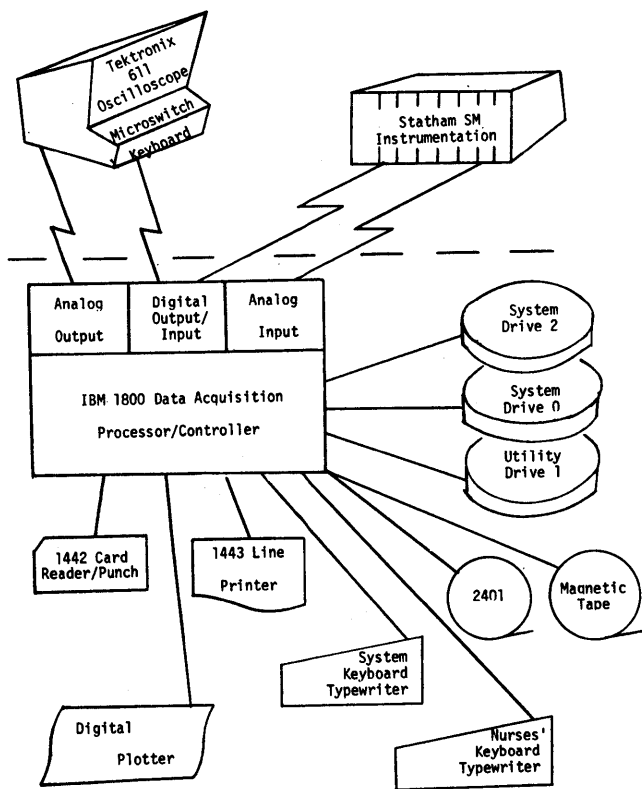 Tektronix
611
Oscilloscope
Microswitch
Keyboard
Statham SM
Instrumentation
Analog
Output
Digital
Output/
Input
Analog
Input
IBM 1800 Data Acquisition
Processor/Controller
System
Drive 2
System
Drive 0
Utility
Drive 1
1442 Card
Reader/Punch
1443 Line
Printer
2401
Magnetic
Tape
System
Keyboard
Typewriter
Digital
Plotter
Nurses'
Keyboard
Typewriter